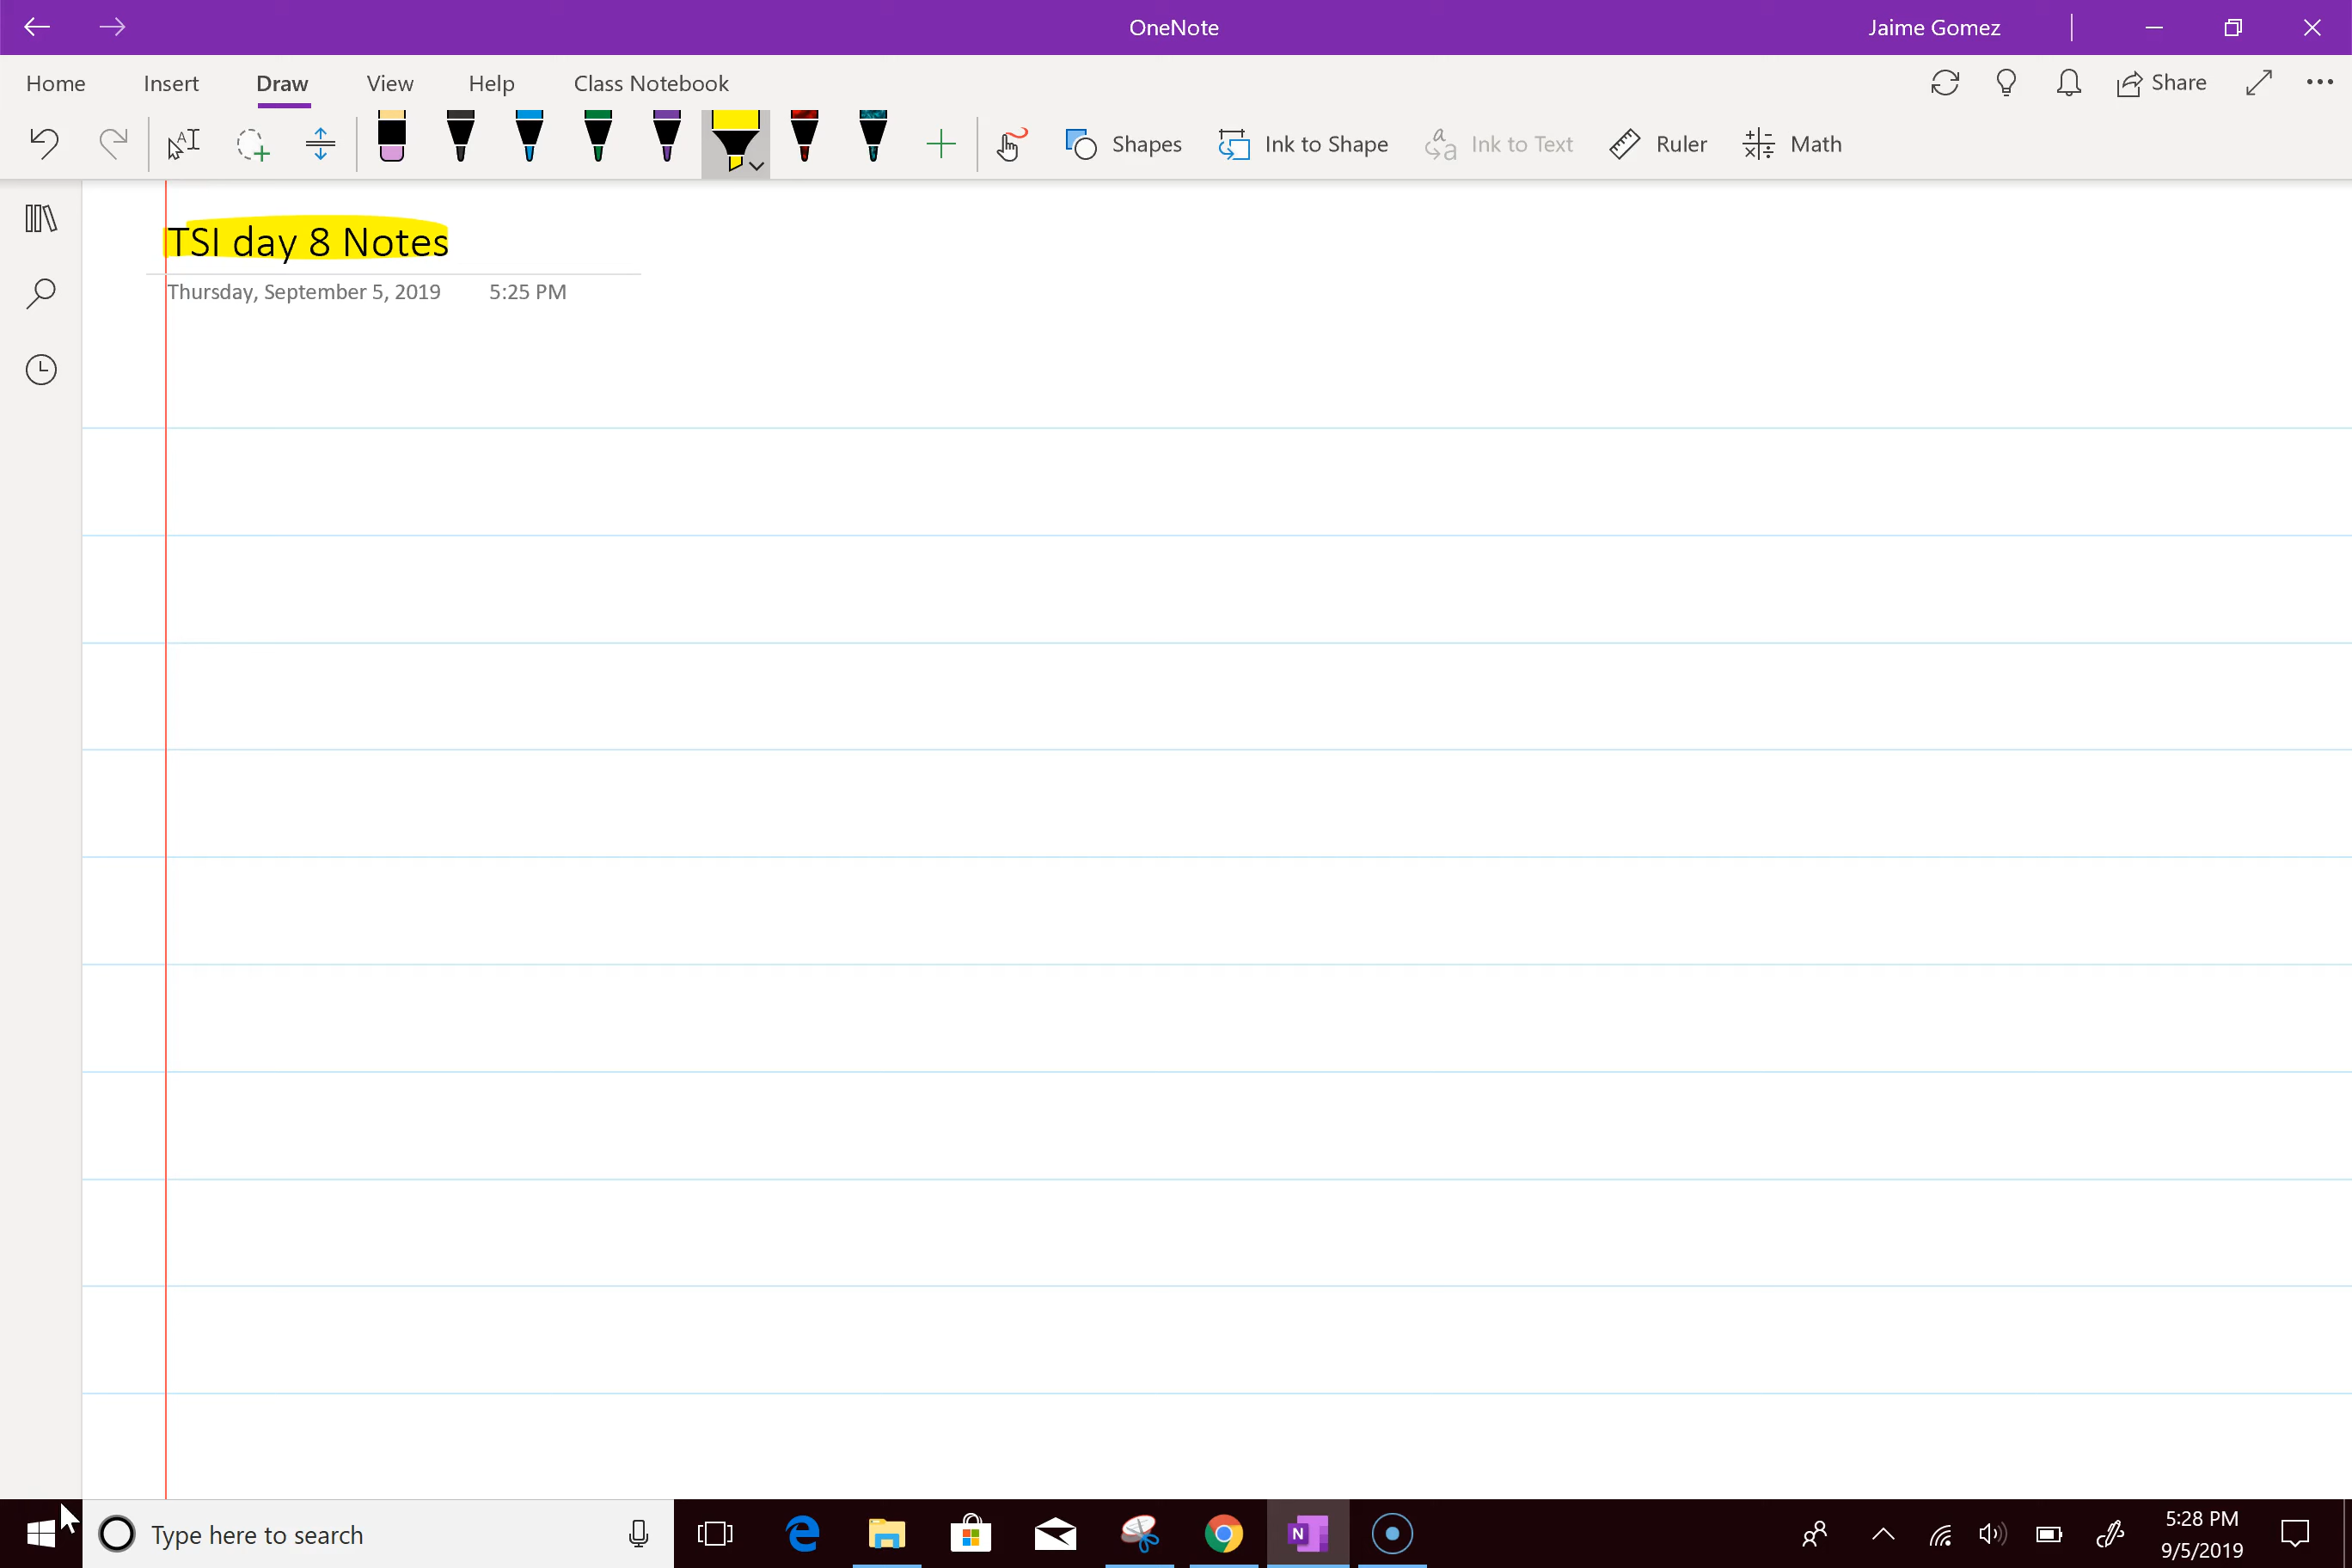 OneNote
Jaime Gomez
Home Insert Draw View Help Class Notebook
Share
Shapes Ink to Shape Ink to Text Ruler Math
TSI day 8 Notes
Thursday, September 5, 2019 5:25 PM
Type here to search
5:28 PM
9/5/2019